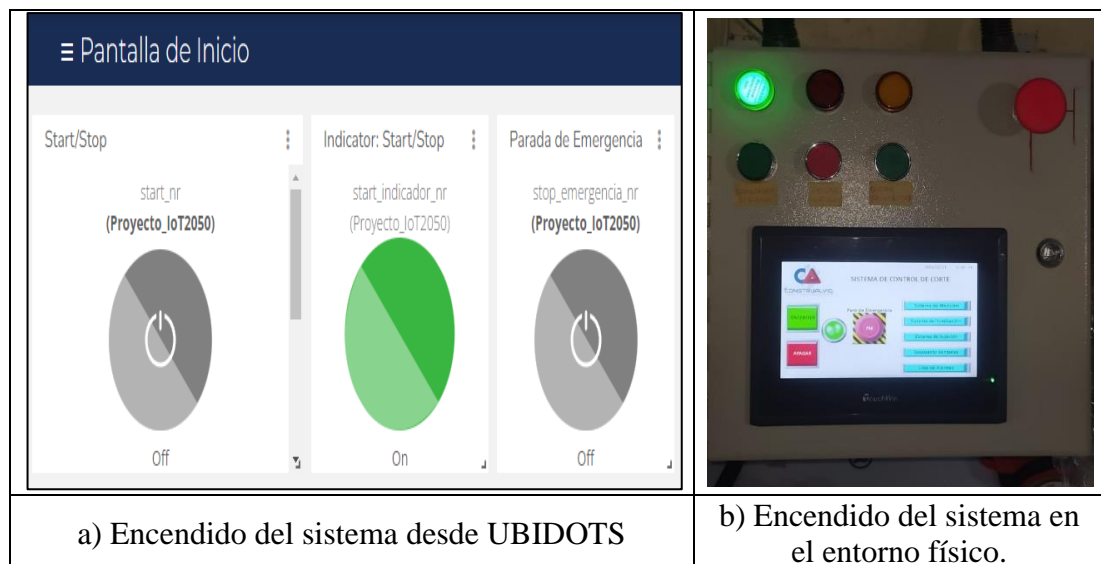 ≡ Pantalla de Inicio
Start/Stop
start_nr
(Proyecto_IoT2050)
Off
Indicator: Start/Stop
start_indicador_nr
(Proyecto_IoT2050)
On
Parada de Emergencia
stop_emergencia_nr
(Proyecto_IoT2050)
Off
SISTEMA DE CONTROL DE CORTE
CONSTRUALVID
APAGAR
TouchWin
a) Encendido del sistema desde UBIDOTS
b) Encendido del sistema en
el entorno físico.